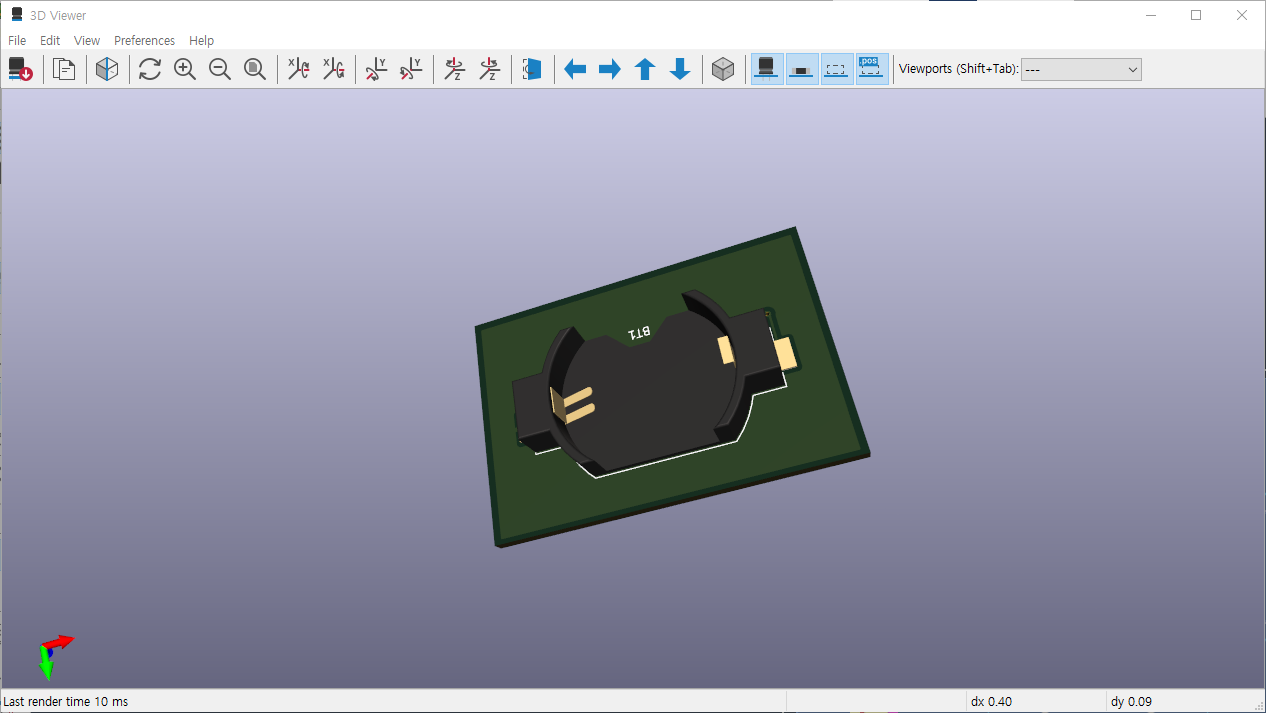 3D Viewer
File Edit View Preferences Help
X X Y Y Z Z .pos Viewports (Shift+Tab): ---
BT1
Last render time 10 ms dx 0.40 dy 0.09